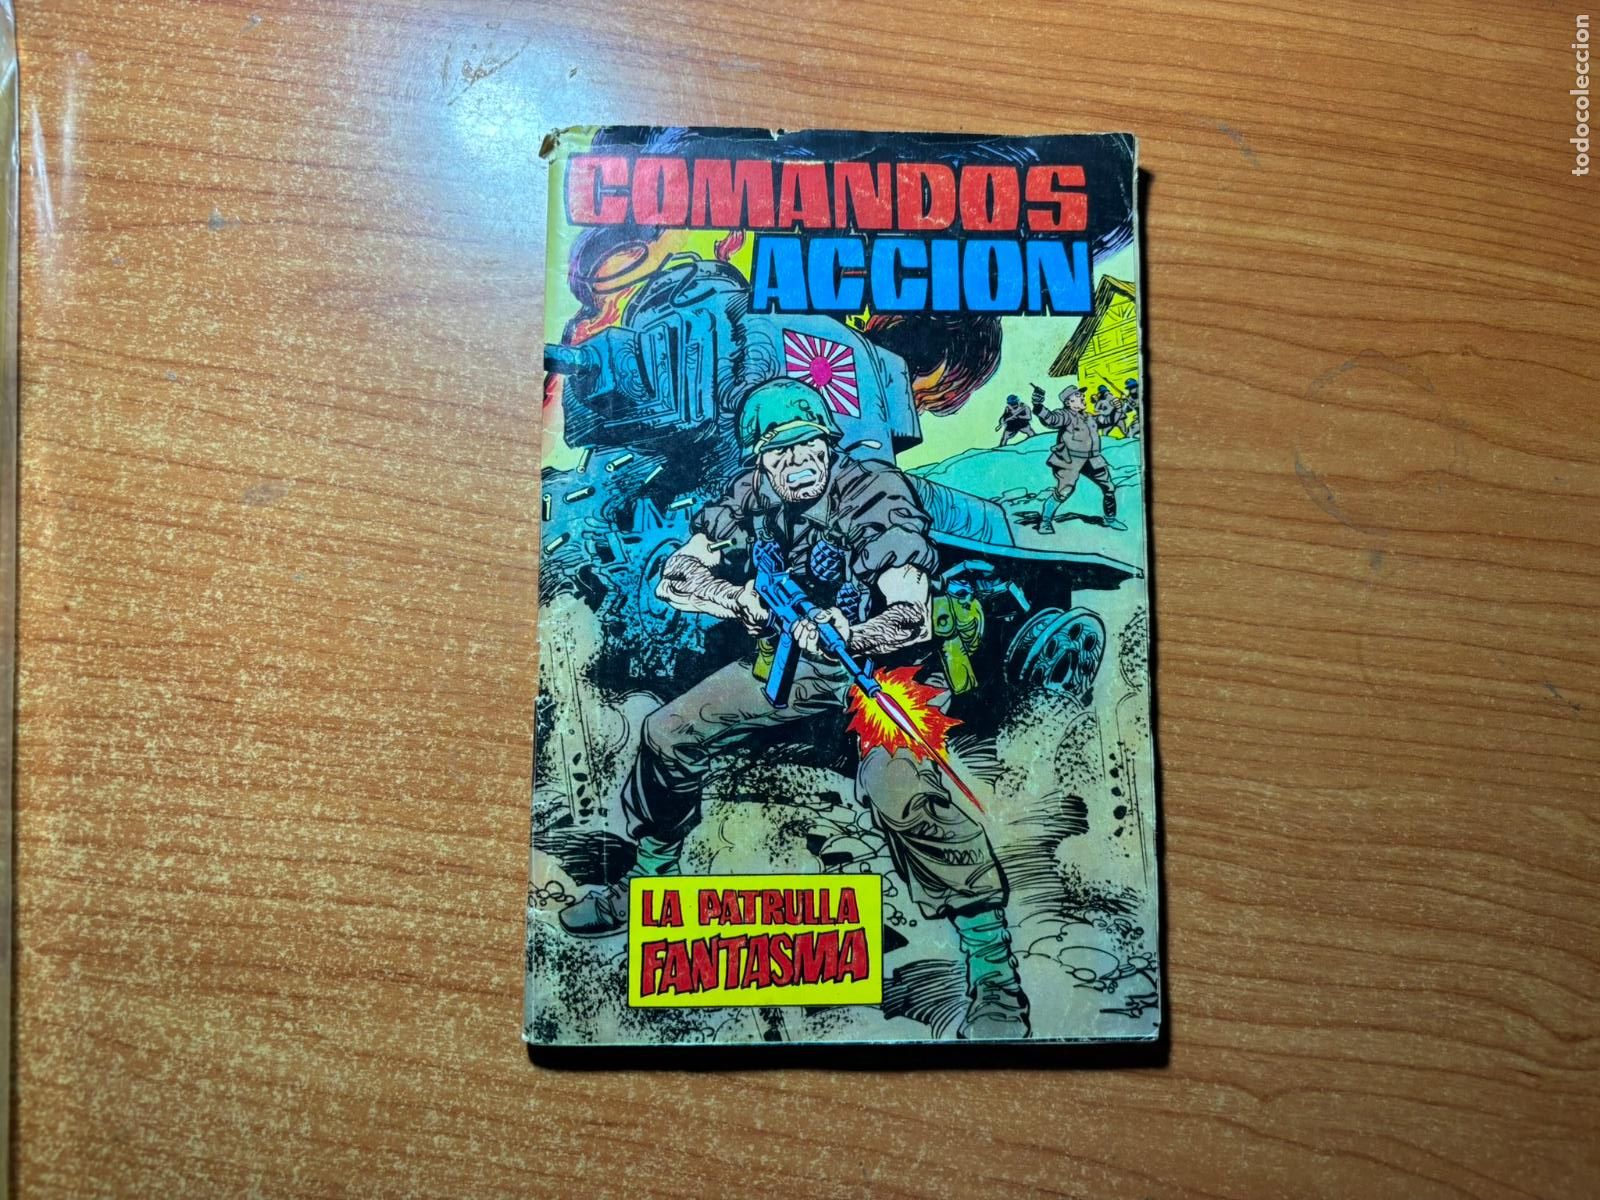 COMANDOS
ACCION
LA PATRULLA
FANTASMA
todocoleccion